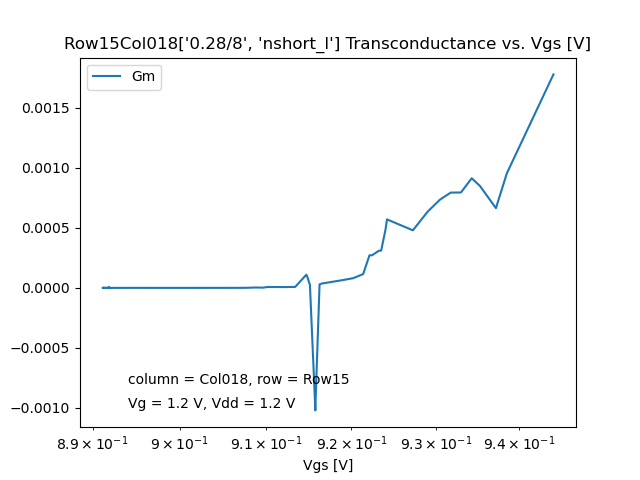 Row15Col018['0.28/8', 'nshort_l'] Transconductance vs. Vgs [V]
Gm
0.0015
0.0010
0.0005
0.0000
−0.0005
−0.0010
column = Col018, row = Row15
Vg = 1.2 V, Vdd = 1.2 V
8.9 × 10⁻¹ 9 × 10⁻¹ 9.1 × 10⁻¹ 9.2 × 10⁻¹ 9.3 × 10⁻¹ 9.4 × 10⁻¹
Vgs [V]